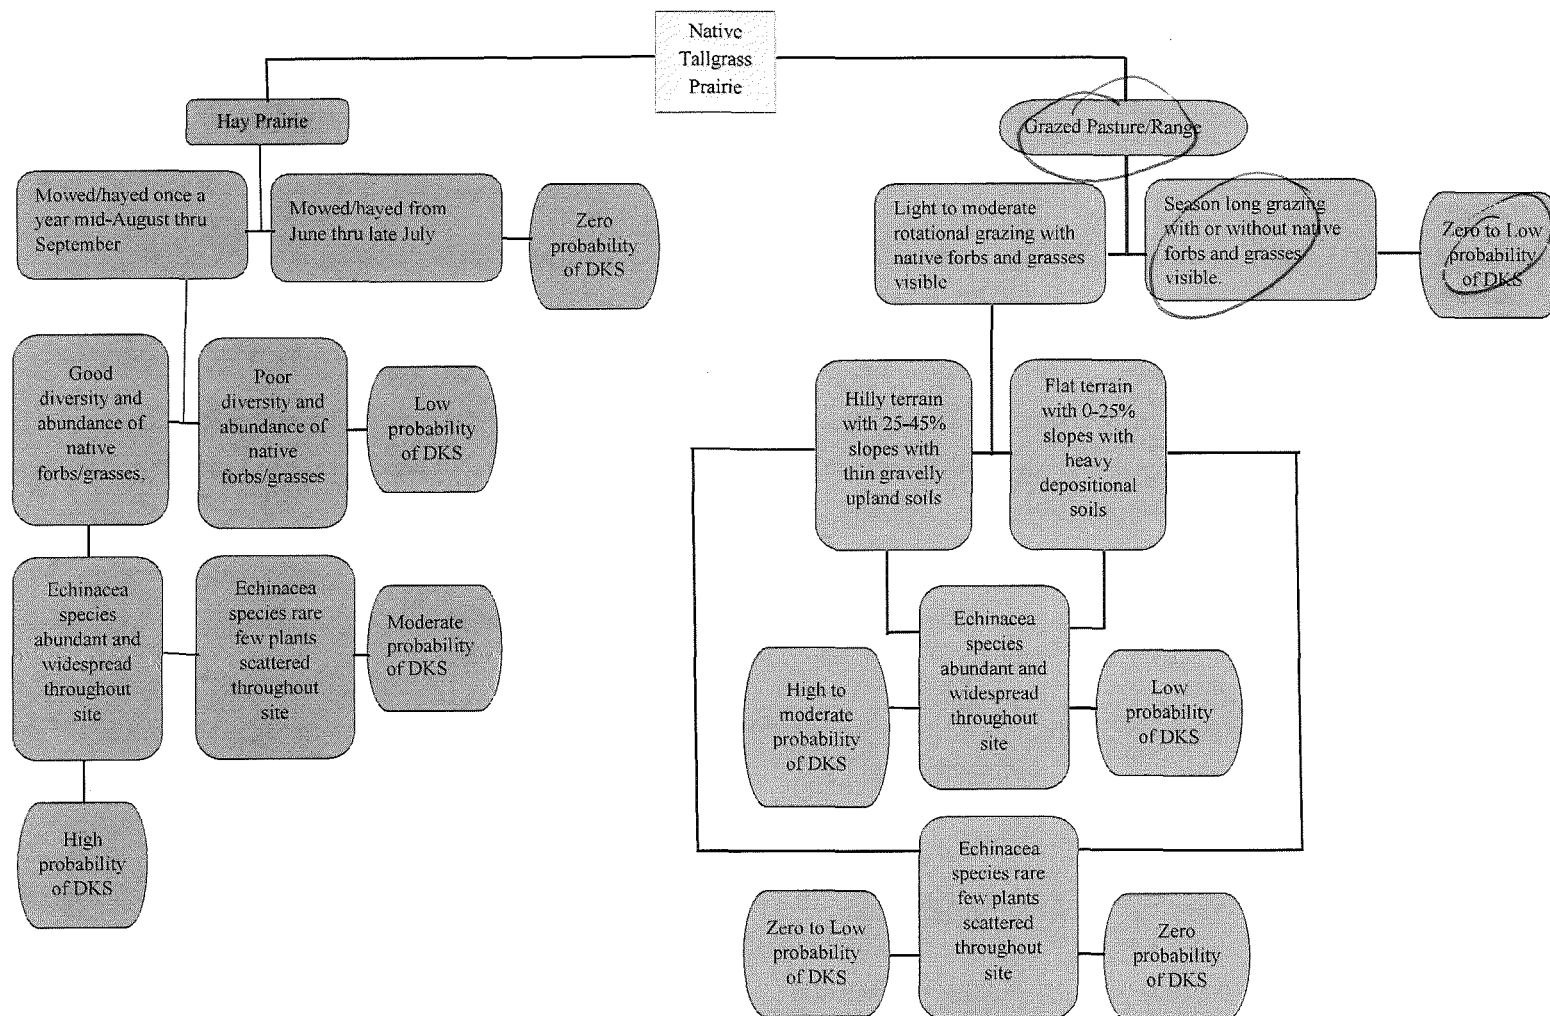 Native
Tallgrass
Prairie
Hay Prairie
Grazed Pasture/Range
Mowed/hayed once a
year mid-August thru
September
Mowed/hayed from
June thru late July
Zero
probability
of DKS
Light to moderate
rotational grazing with
native forbs and grasses
visible
Season long grazing
with or without native
forbs and grasses
visible.
Zero to Low
probability
of DKS
Good
diversity and
abundance of
native
forbs/grasses,
Poor
diversity and
abundance of
native
forbs/grasses
Low
probability
of DKS
Hilly terrain
with 25-45%
slopes with
thin gravelly
upland soils
Flat terrain
with 0-25%
slopes with
heavy
depositional
soils
Echinacea
species
abundant and
widespread
throughout
site
Echinacea
species rare
few plants
scattered
throughout
site
Moderate
probability
of DKS
Echinacea
species
abundant and
widespread
throughout
site
High to
moderate
probability
of DKS
Low
probability
of DKS
High
probability
of DKS
Echinacea
species rare
few plants
scattered
throughout
site
Zero to Low
probability
of DKS
Zero
probability
of DKS